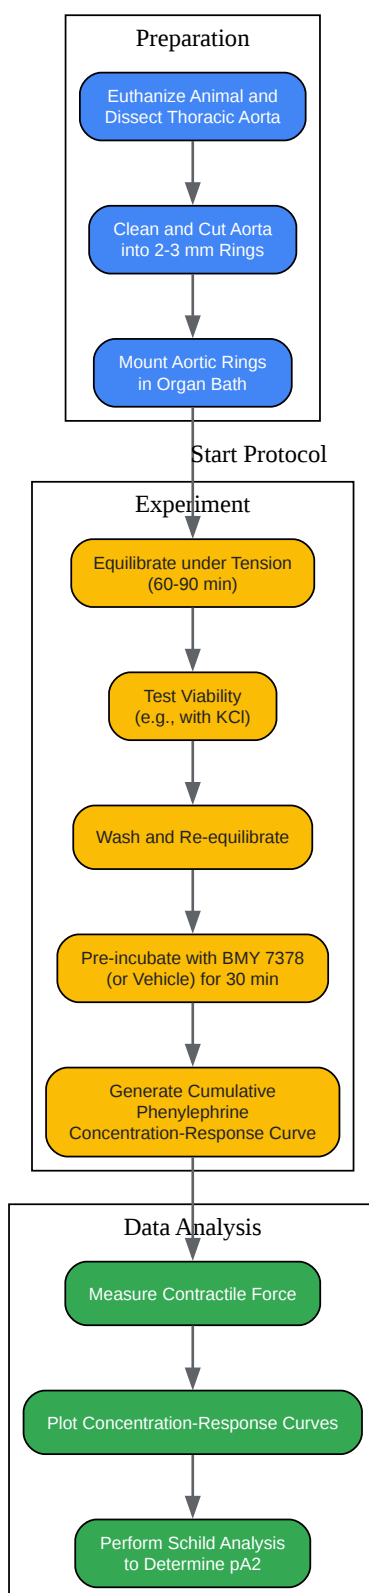 Preparation
Euthanize Animal and
Dissect Thoracic Aorta
Clean and Cut Aorta
into 2-3 mm Rings
Mount Aortic Rings
in Organ Bath
Start Protocol
Experiment
Equilibrate under Tension
(60-90 min)
Test Viability
(e.g., with KCl)
Wash and Re-equilibrate
Pre-incubate with BMY 7378
(or Vehicle) for 30 min
Generate Cumulative
Phenylephrine
Concentration-Response Curve
Data Analysis
Measure Contractile Force
Plot Concentration-Response Curves
Perform Schild Analysis
to Determine pA2